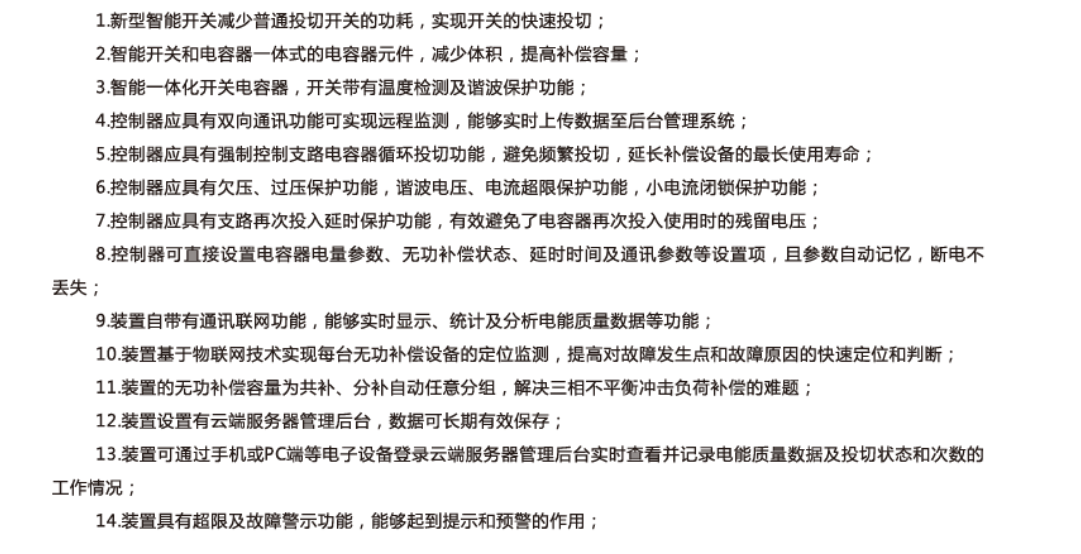 1.新型智能开关减少普通投切开关的功耗，实现开关的快速投切；
2.智能开关和电容器一体式的电容器元件，减少体积，提高补偿容量；
3.智能一体化开关电容器，开关带有温度检测及谐波保护功能；
4.控制器应具有双向通讯功能可实现远程监测，能够实时上传数据至后台管理系统；
5.控制器应具有强制控制支路电容器循环投切功能，避免频繁投切，延长补偿设备的最长使用寿命；
6.控制器应具有欠压、过压保护功能，谐波电压、电流超限保护功能，小电流闭锁保护功能；
7.控制器应具有支路再次投入延时保护功能，有效避免了电容器再次投入使用时的残留电压；
8.控制器可直接设置电容器电量参数、无功补偿状态、延时时间及通讯参数等设置项，且参数自动记忆，断电不
丢失；
9.装置自带有通讯联网功能，能够实时显示、统计及分析电能质量数据等功能；
10.装置基于物联网技术实现每台无功补偿设备的定位监测，提高对故障发生点和故障原因的快速定位和判断；
11.装置的无功补偿容量为共补、分补自动任意分组，解决三相不平衡冲击负荷补偿的难题；
12.装置设置有云端服务器管理后台，数据可长期有效保存；
13.装置可通过手机或PC端等电子设备登录云端服务器管理后台实时查看并记录电能质量数据及投切状态和次数的
工作情况；
14.装置具有超限及故障警示功能，能够起到提示和预警的作用；